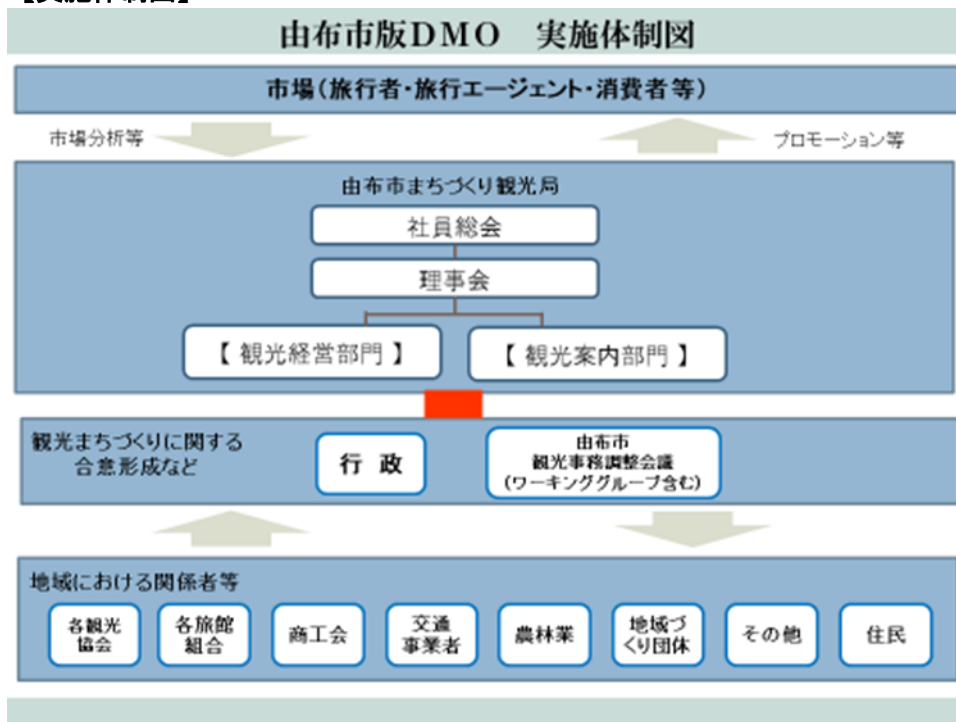 【実施体制図】
由布市版DMO 実施体制図
市場(旅行者・旅行エージェント・消費者等)
市場分析等
プロモーション等
由布市まちづくり観光局
社員総会
理事会
【 観光経営部門 】
【 観光案内部門 】
観光まちづくりに関する
合意形成など
行 政
由布市
観光事務調整会議
(ワーキンググループ含む)
地域における関係者等
各観光
協会
各旅館
組合
商工会
交通
事業者
農林業
地域づ
くり団体
その他
住民